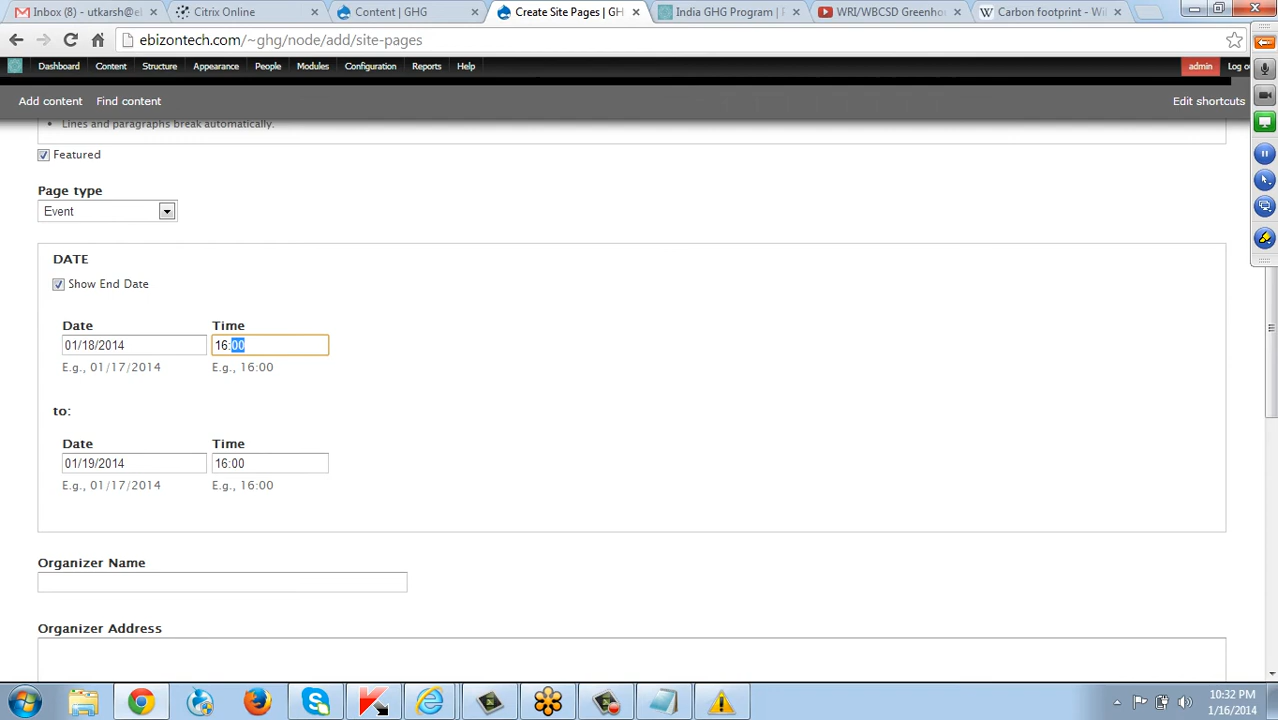 Inbox (8) - utkarsh@el
Citrix Online
Content | GHG
Create Site Pages | GH
India GHG Program | P
WRI/WBCSD Greenho
Carbon footprint - Wi
ebizontech.com/~ghg/node/add/site-pages
Dashboard
Content
Structure
Appearance
People
Modules
Configuration
Reports
Help
admin
Log o
Add content
Find content
Edit shortcuts
Lines and paragraphs break automatically.
Featured
Page type
Event
DATE
Show End Date
Date
Time
01/18/2014
16:00
E.g., 01/17/2014
E.g., 16:00
to:
Date
Time
01/19/2014
16:00
E.g., 01/17/2014
E.g., 16:00
Organizer Name
Organizer Address
10:32 PM
1/16/2014